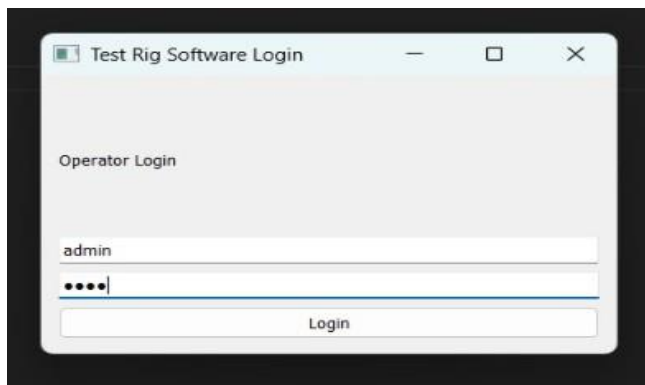 Test Rig Software Login
Operator Login
admin
••••
Login